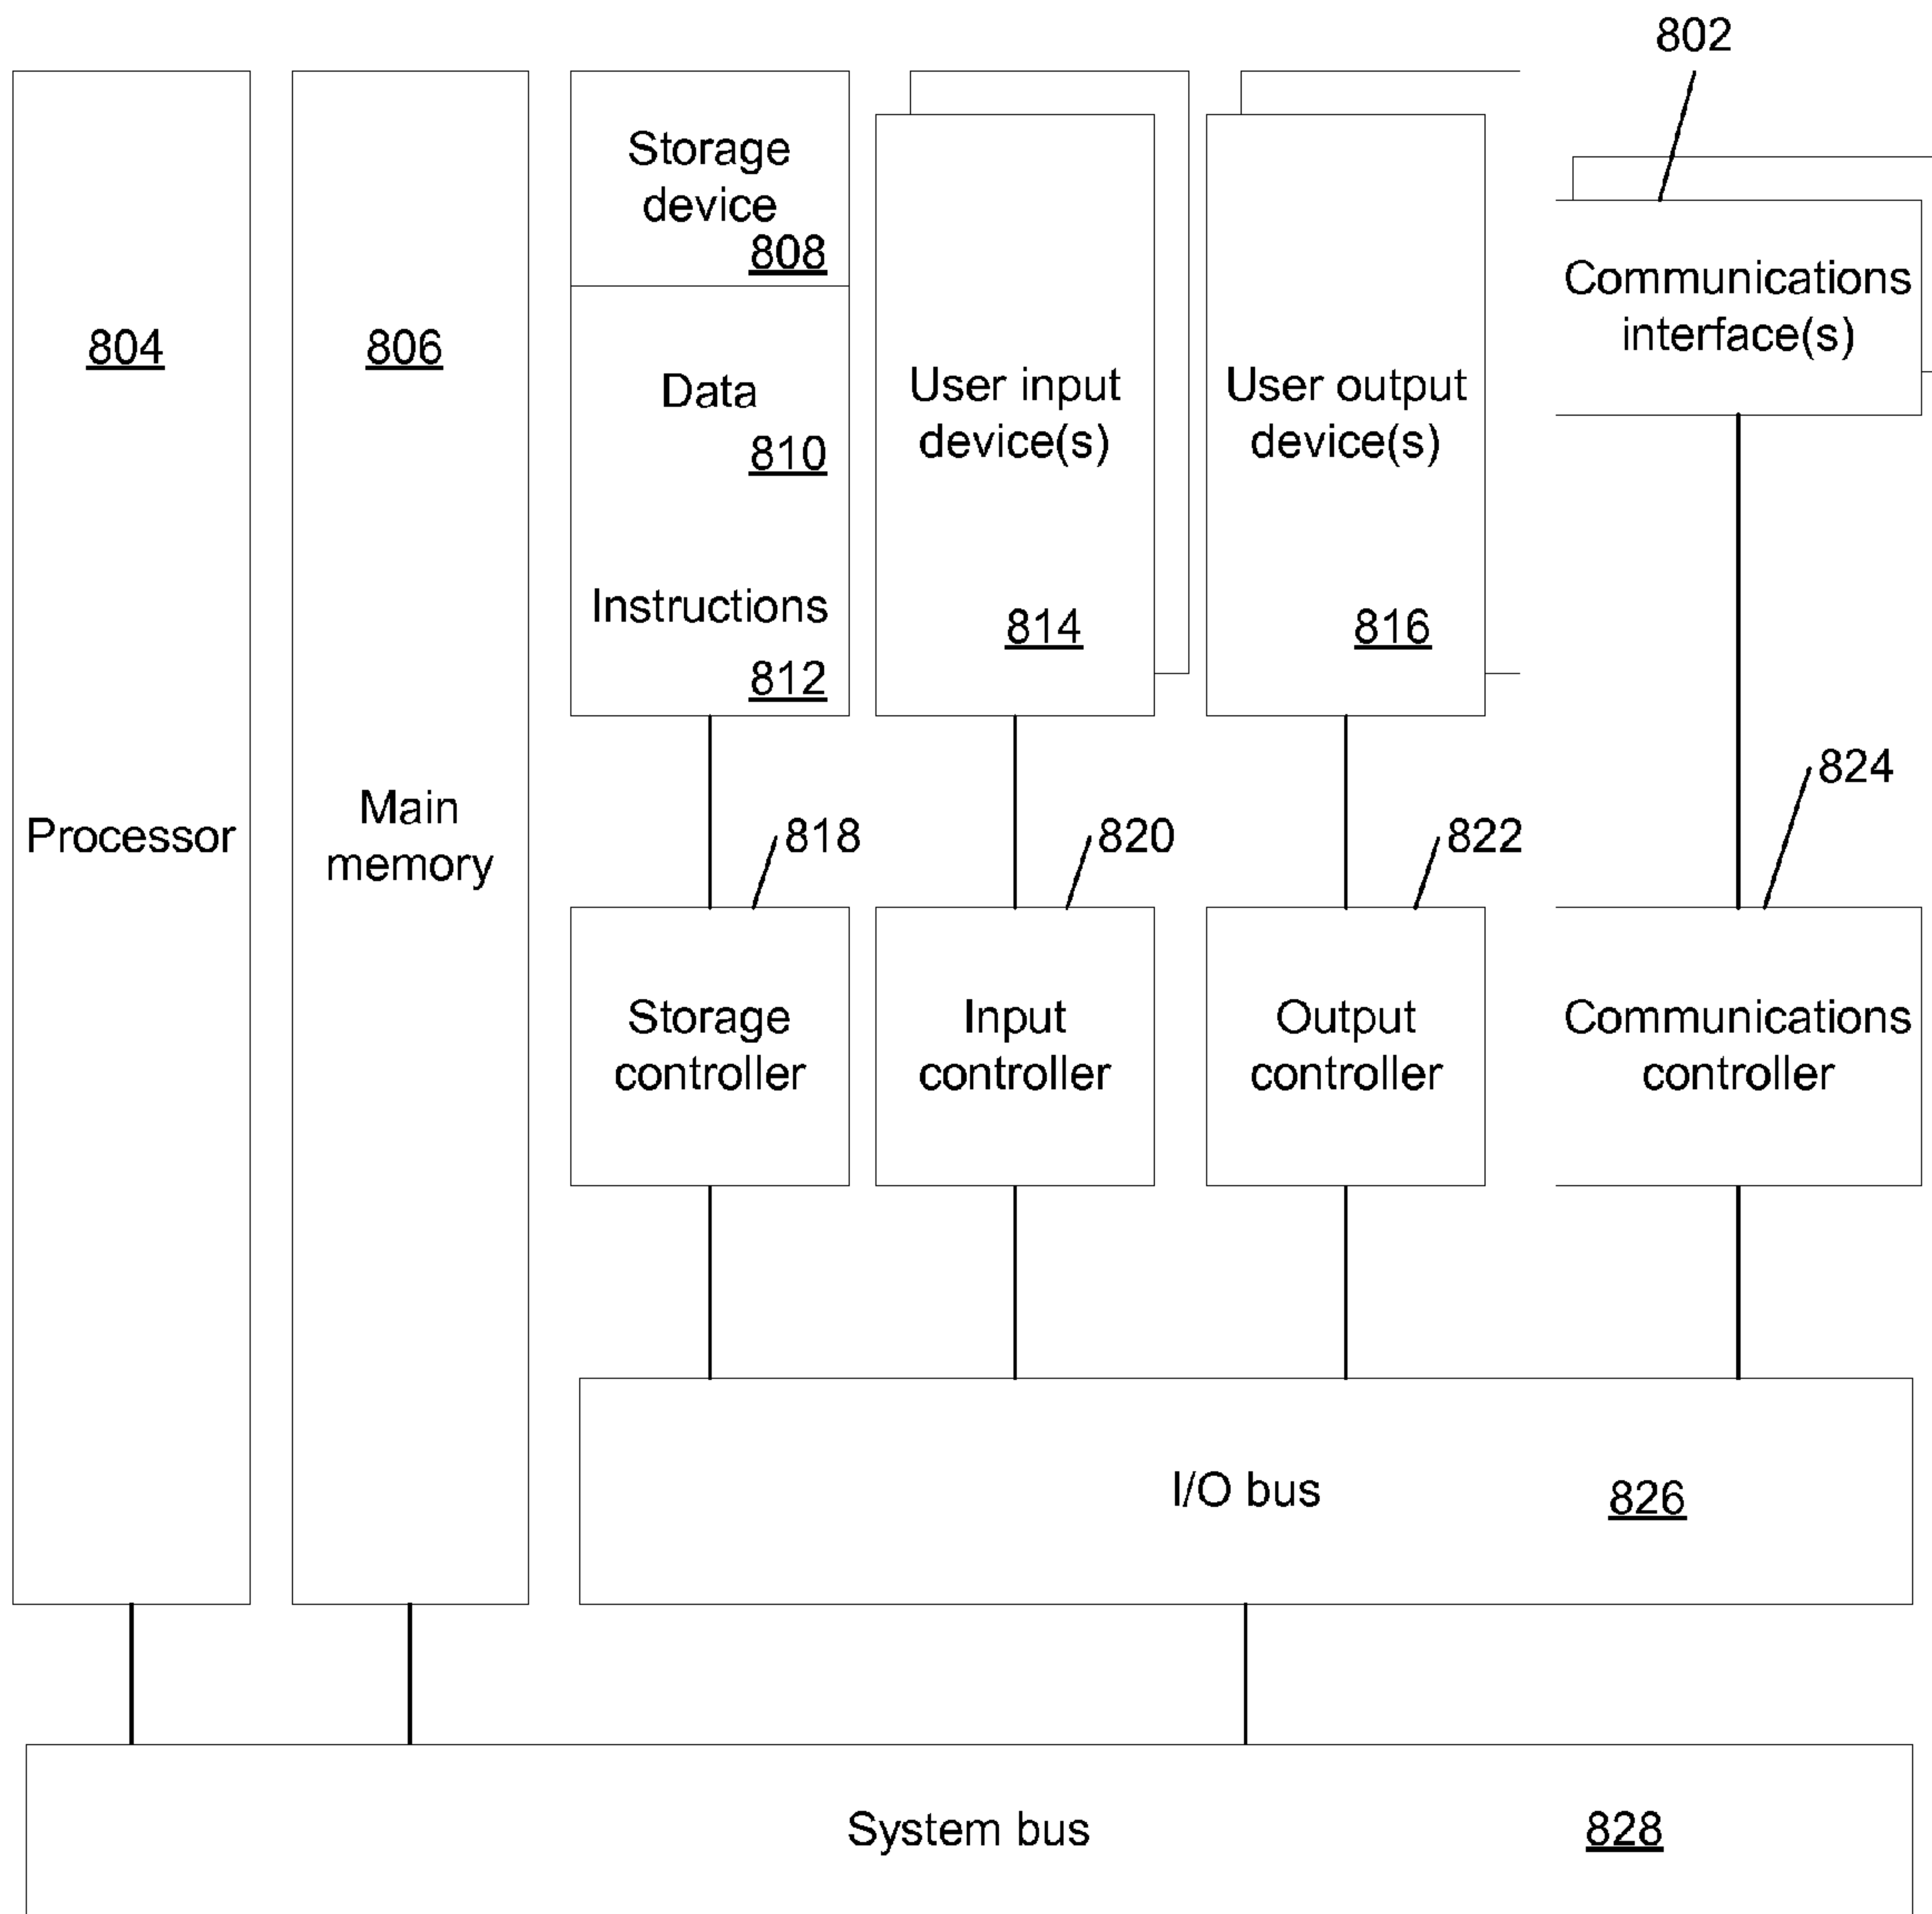 802
Storage
device
808
804
806
Data
810
Instructions
812
User input
device(s)
814
User output
device(s)
816
Communications
interface(s)
Processor
Main
memory
818
820
822
824
Storage
controller
Input
controller
Output
controller
Communications
controller
I/O bus
826
System bus
828